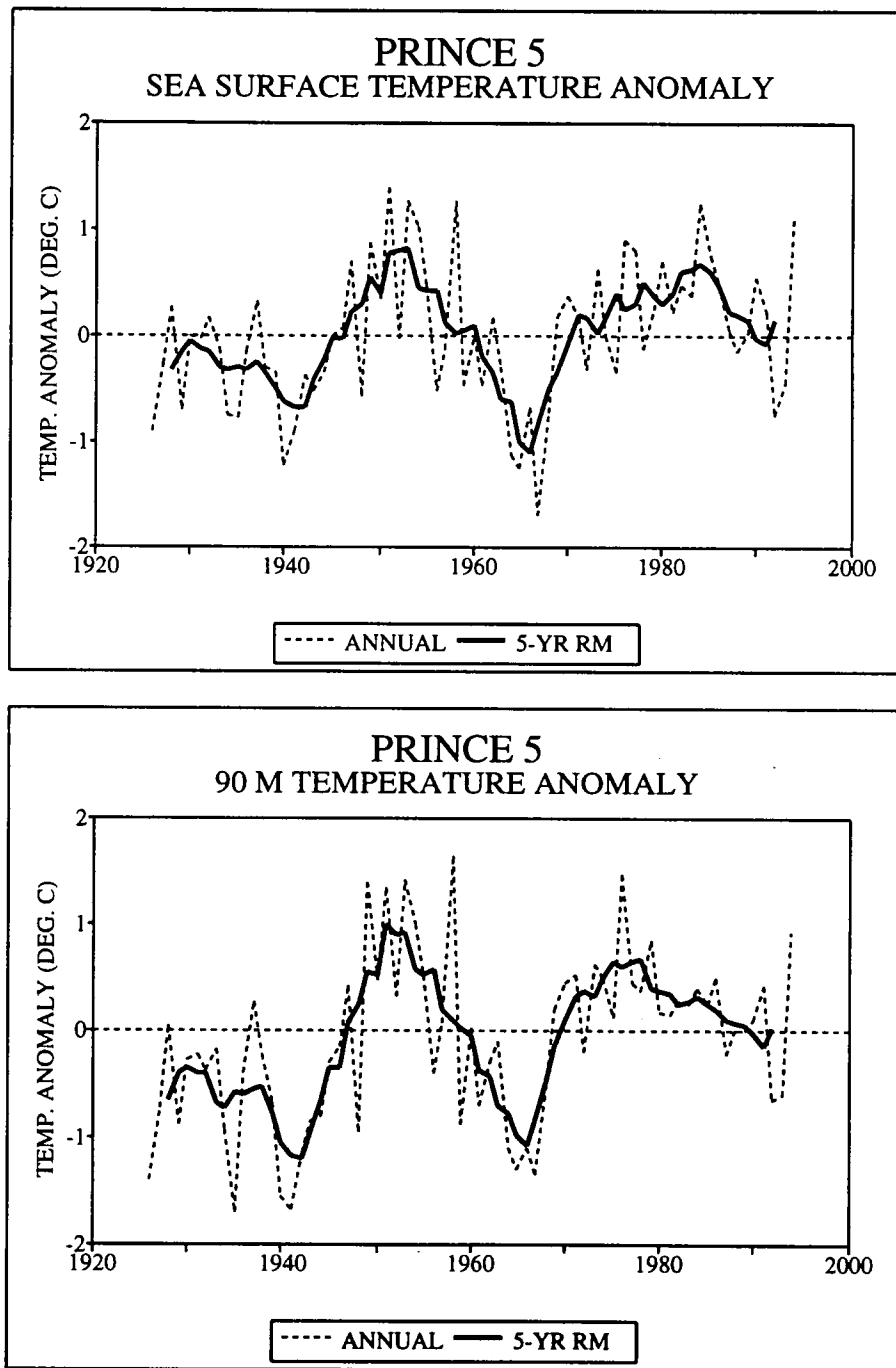 PRINCE 5
SEA SURFACE TEMPERATURE ANOMALY
TEMP. ANOMALY (DEG. C)
2
1
0
-1
-2
1920
1940
1960
1980
2000
ANNUAL
5-YR RM
PRINCE 5
90 M TEMPERATURE ANOMALY
TEMP. ANOMALY (DEG. C)
2
1
0
-1
-2
1920
1940
1960
1980
2000
ANNUAL
5-YR RM